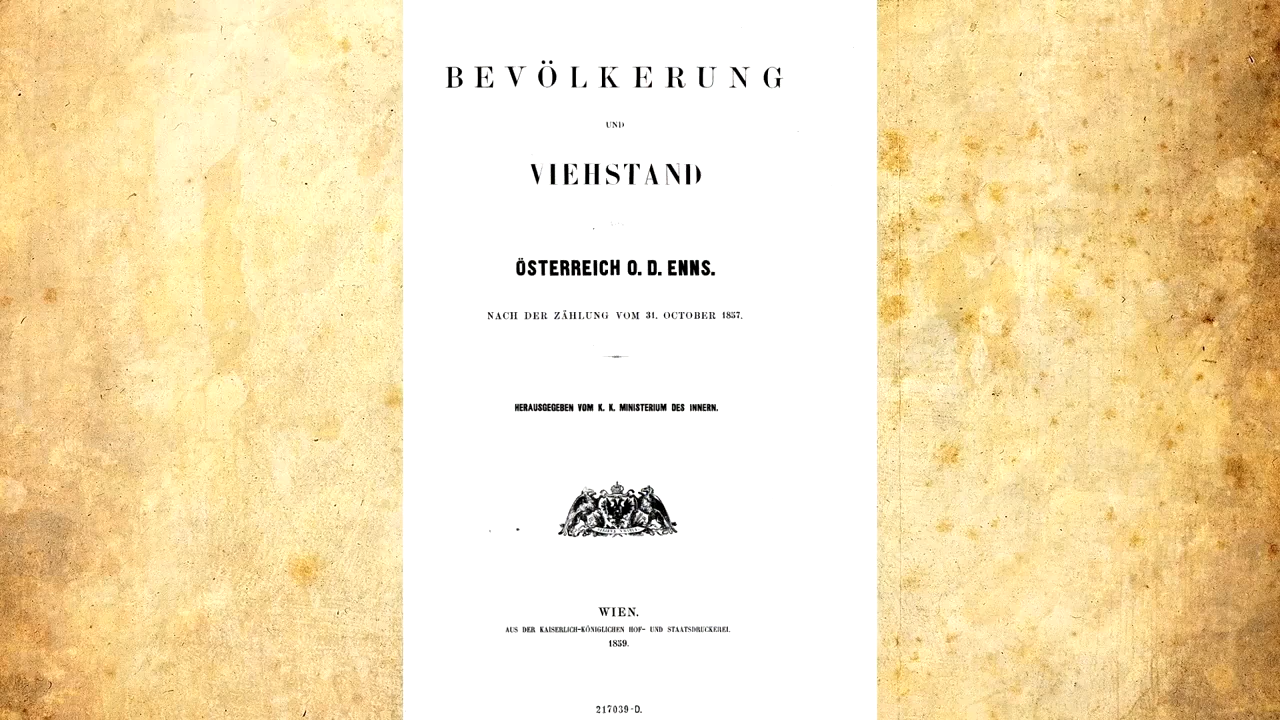 BEVÖLKERUNG
UND
VIEHSTAND
ÖSTERREICH O. D. ENNS.
NACH DER ZÄHLUNG VOM 31. OCTOBER 1857.
HERAUSGEGEBEN VOM K. K. MINISTERIUM DES INNERN.
WIEN.
AUS DER KAISERLICH-KÖNIGLICHEN HOF- UND STAATSDRUCKEREI.
1859.
217039-D.